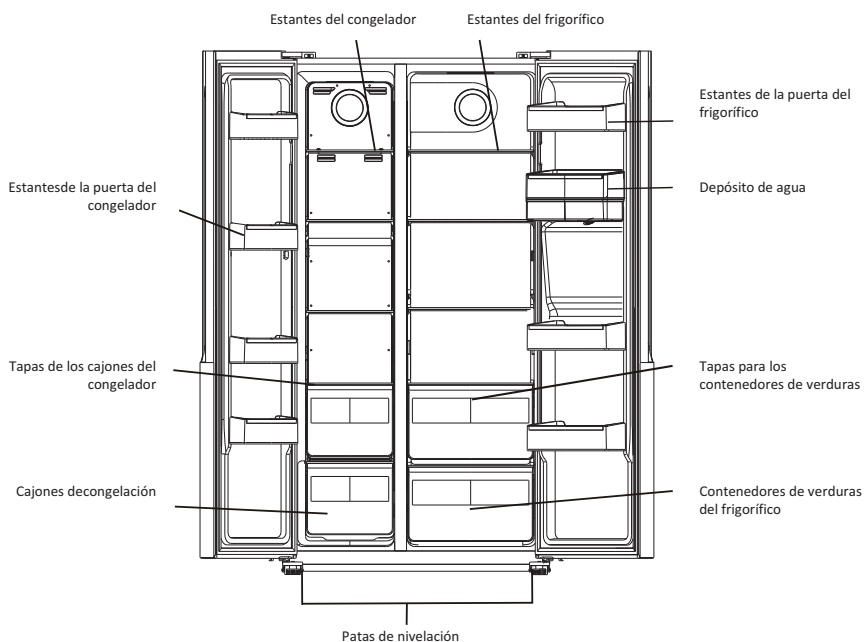 Estantes del congelador
Estantes del frigorífico
Estantes de la puerta del
frigorífico
Estantesde la puerta del
congelador
Depósito de agua
Tapas de los cajones del
congelador
Tapas para los
contenedores de verduras
Cajones decongelación
Contenedores de verduras
del frigorífico
Patas de nivelación